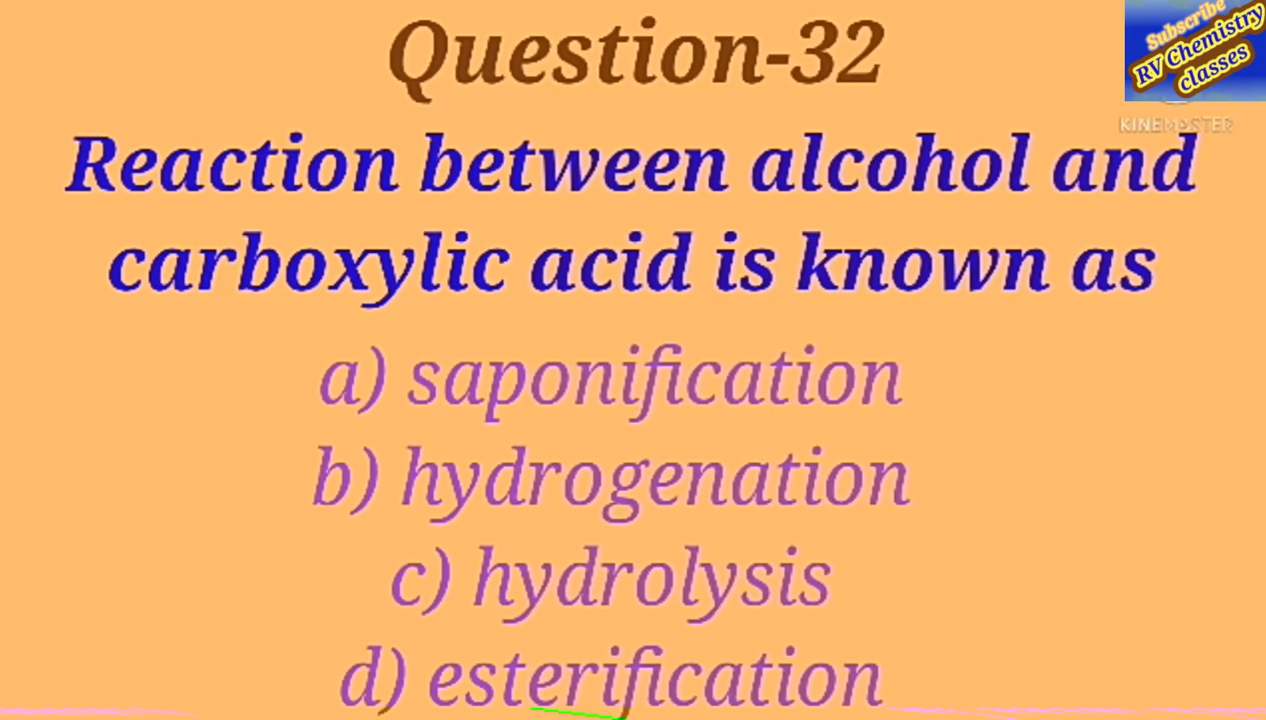 Question-32
Subscribe
RV Chemistry
classes
KINEMASTER
Reaction between alcohol and
carboxylic acid is known as
a) saponification
b) hydrogenation
c) hydrolysis
d) esterification